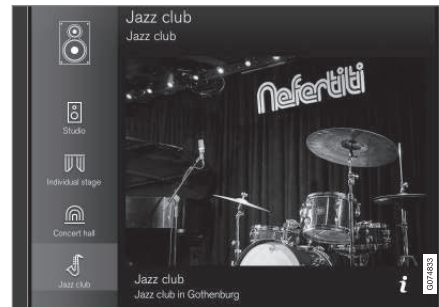 Jazz club
Jazz club
Nefertiti
Studio
Individual stage
Concert hall
Jazz club
Jazz club
Jazz club in Gothenburg
i
G074833